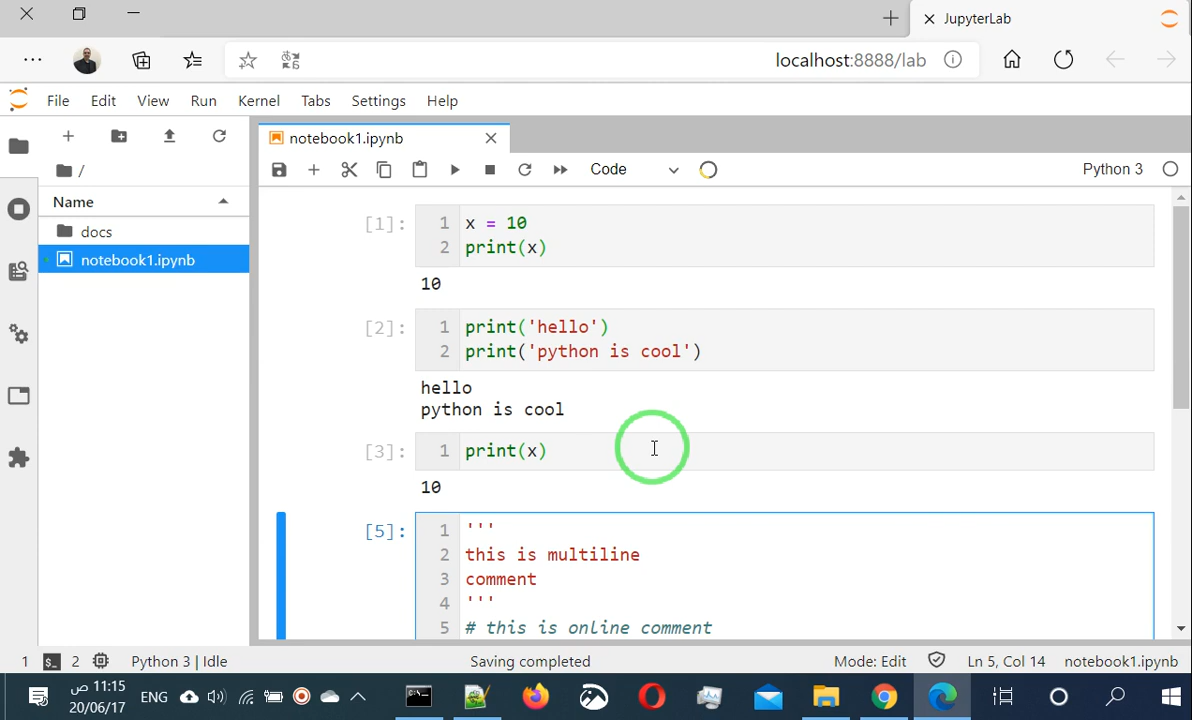 JupyterLab
localhost:8888/lab
File Edit View Run Kernel Tabs Settings Help
notebook1.ipynb
/
Code
Python 3
Name
docs
notebook1.ipynb
[1]:
1 x = 10
2 print(x)
10
[2]:
1 print('hello')
2 print('python is cool')
hello
python is cool
[3]:
1 print(x)
10
[5]:
1 '''
2 this is multiline
3 comment
4 '''
5 # this is online comment
1 2 Python 3 | Idle Saving completed Mode: Edit Ln 5, Col 14 notebook1.ipynb
11:15 ص
20/06/17
ENG